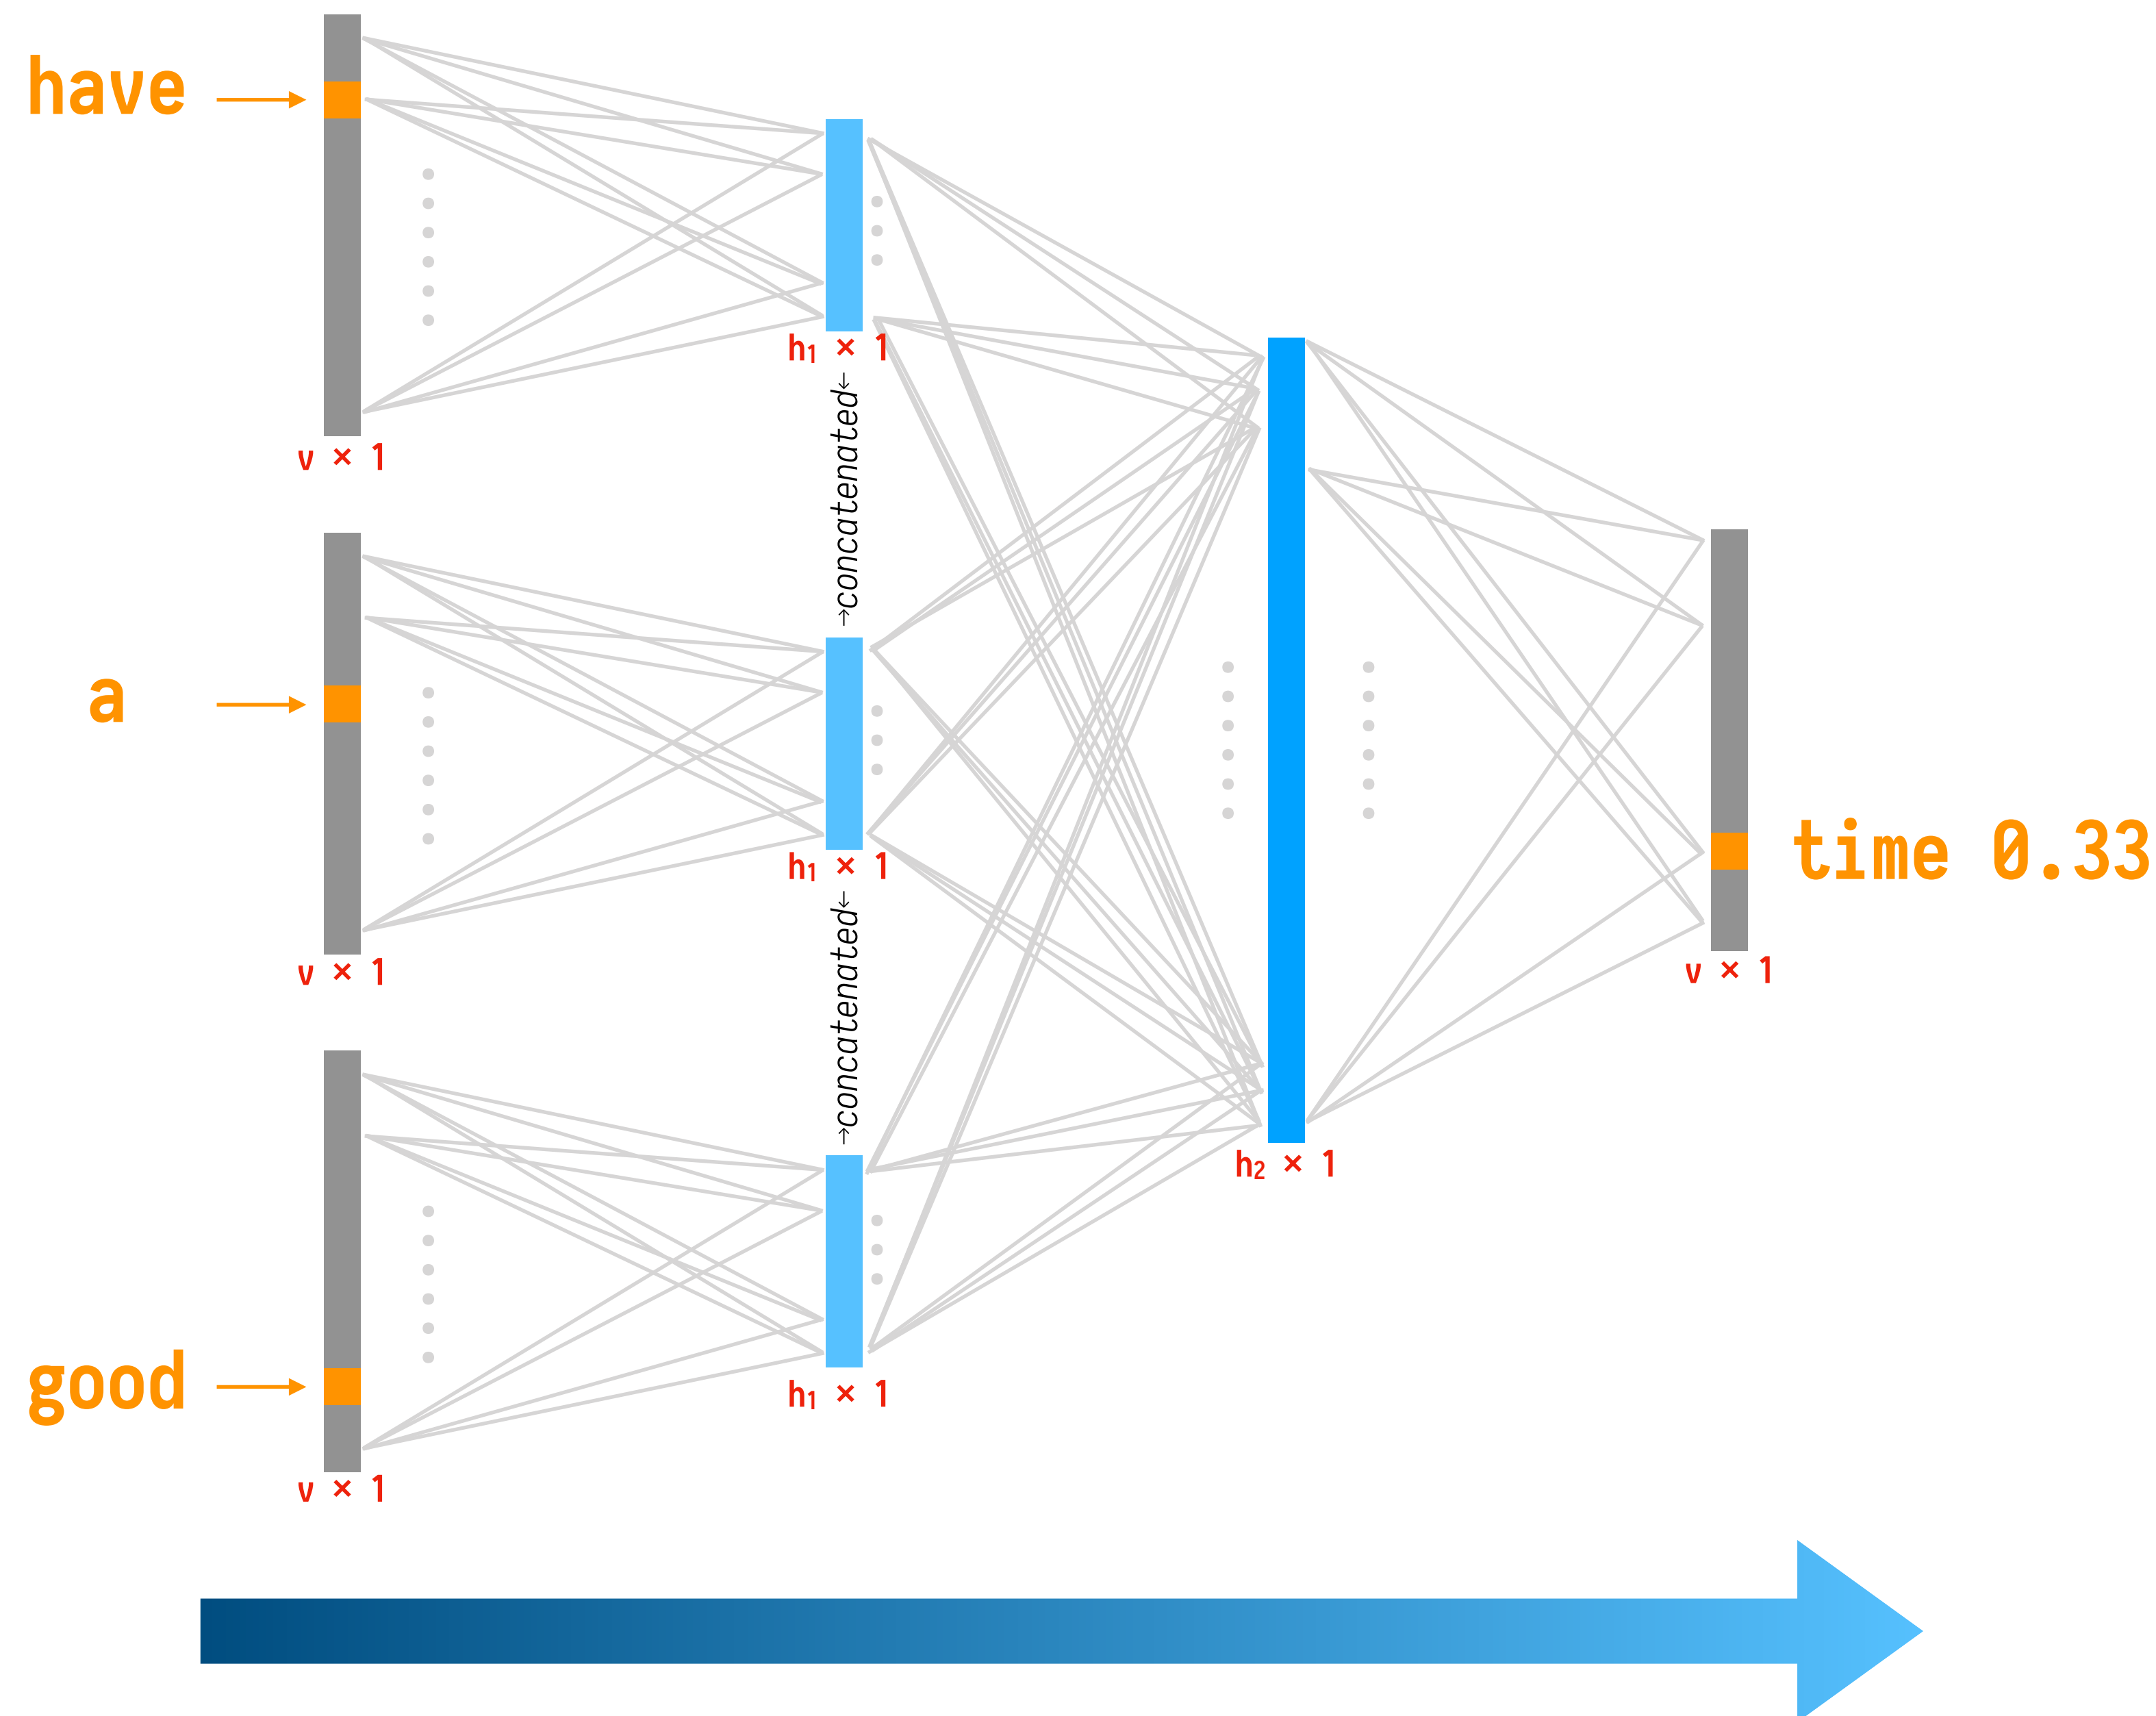 have
v × 1
h₁ × 1
→concatenated←
a
v × 1
h₁ × 1
→concatenated←
good
v × 1
h₁ × 1
h₂ × 1
time 0.33
v × 1